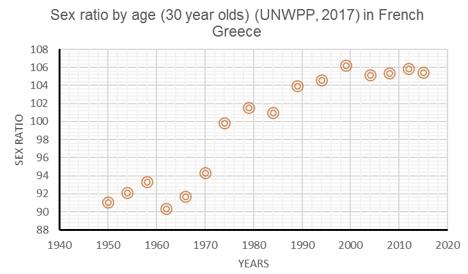 Sex ratio by age (30 year olds) (UNWPP, 2017) in French
Greece
108
106
104
102
100
98
96
94
92
90
88
SEX RATIO
1940 1950 1960 1970 1980 1990 2000 2010 2020
YEARS